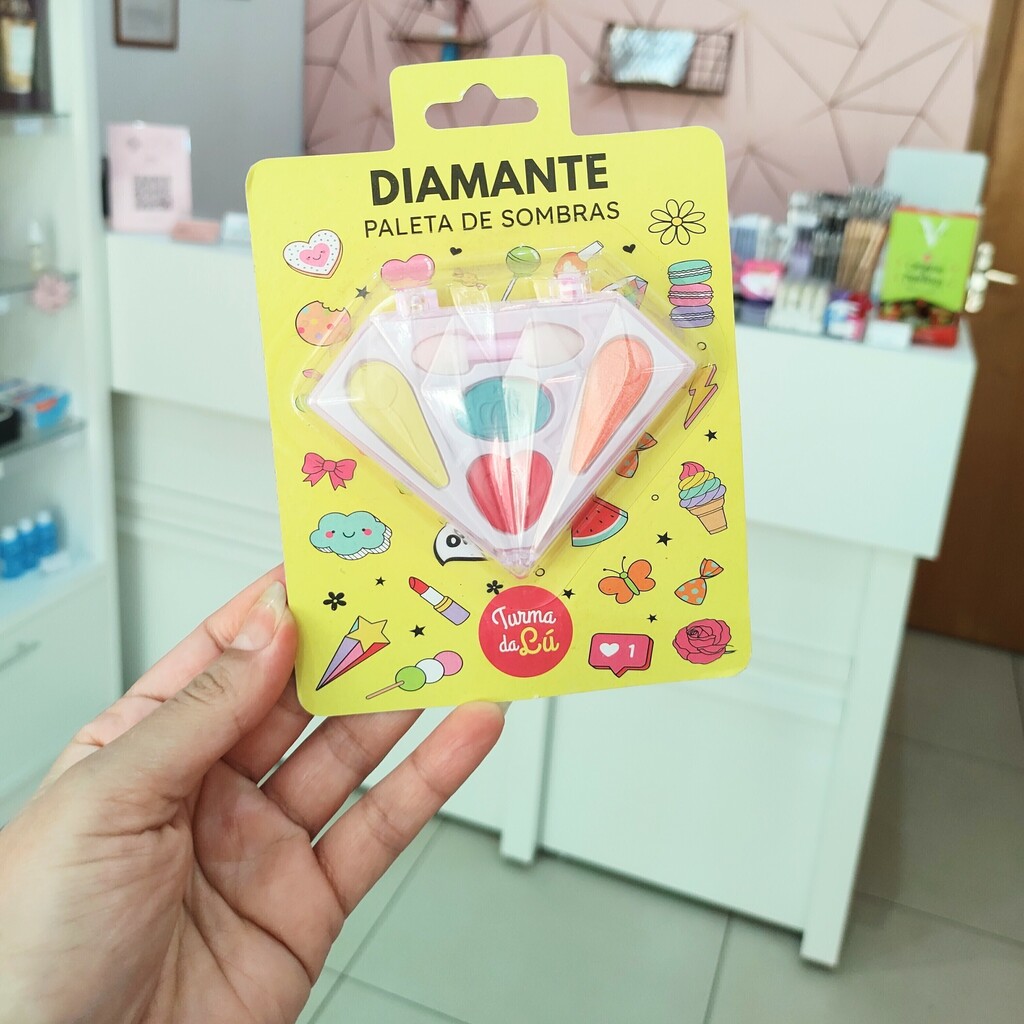 DIAMANTE
PALETA DE SOMBRAS
Turma
da Lú
1